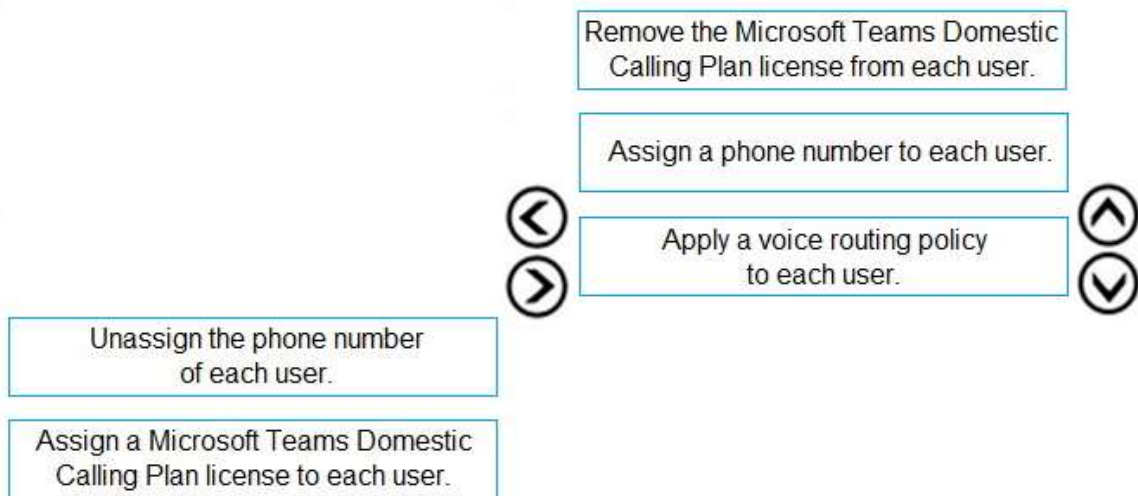 Remove the Microsoft Teams Domestic
Calling Plan license from each user.
Assign a phone number to each user.
Apply a voice routing policy
to each user.
Unassign the phone number
of each user.
Assign a Microsoft Teams Domestic
Calling Plan license to each user.